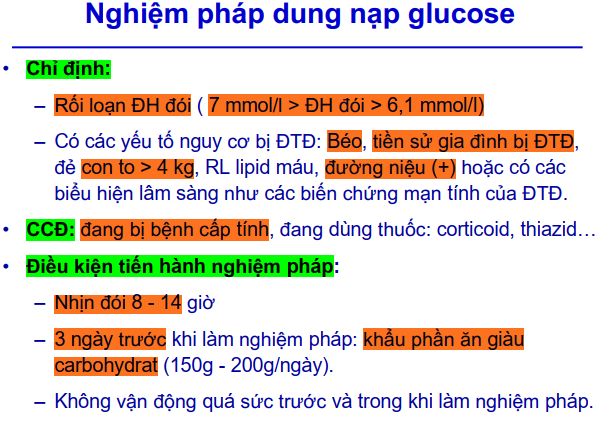 Nghiệm pháp dung nạp glucose
• Chỉ định:
– Rối loạn ĐH đói ( 7 mmol/l > ĐH đói > 6,1 mmol/l)
– Có các yếu tố nguy cơ bị ĐTĐ: Béo, tiền sử gia đình bị ĐTĐ,
đẻ con to > 4 kg, RL lipid máu, đường niệu (+) hoặc có các
biểu hiện lâm sàng như các biến chứng mạn tính của ĐTĐ.
• CCĐ: đang bị bệnh cấp tính, đang dùng thuốc: corticoid, thiazid…
• Điều kiện tiến hành nghiệm pháp:
– Nhịn đói 8 - 14 giờ
– 3 ngày trước khi làm nghiệm pháp: khẩu phần ăn giàu
carbohydrat (150g - 200g/ngày).
– Không vận động quá sức trước và trong khi làm nghiệm pháp.